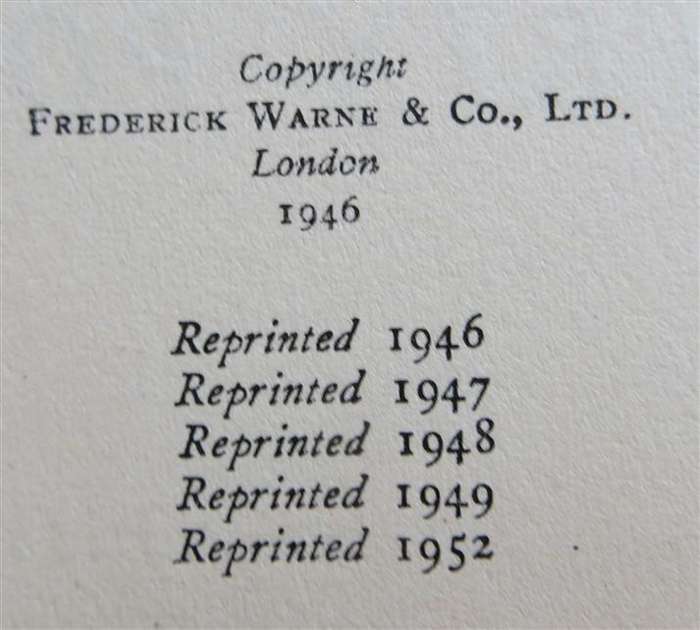 Copyright
FREDERICK WARNE & Co., LTD.
London
1946
Reprinted 1946
Reprinted 1947
Reprinted 1948
Reprinted 1949
Reprinted 1952